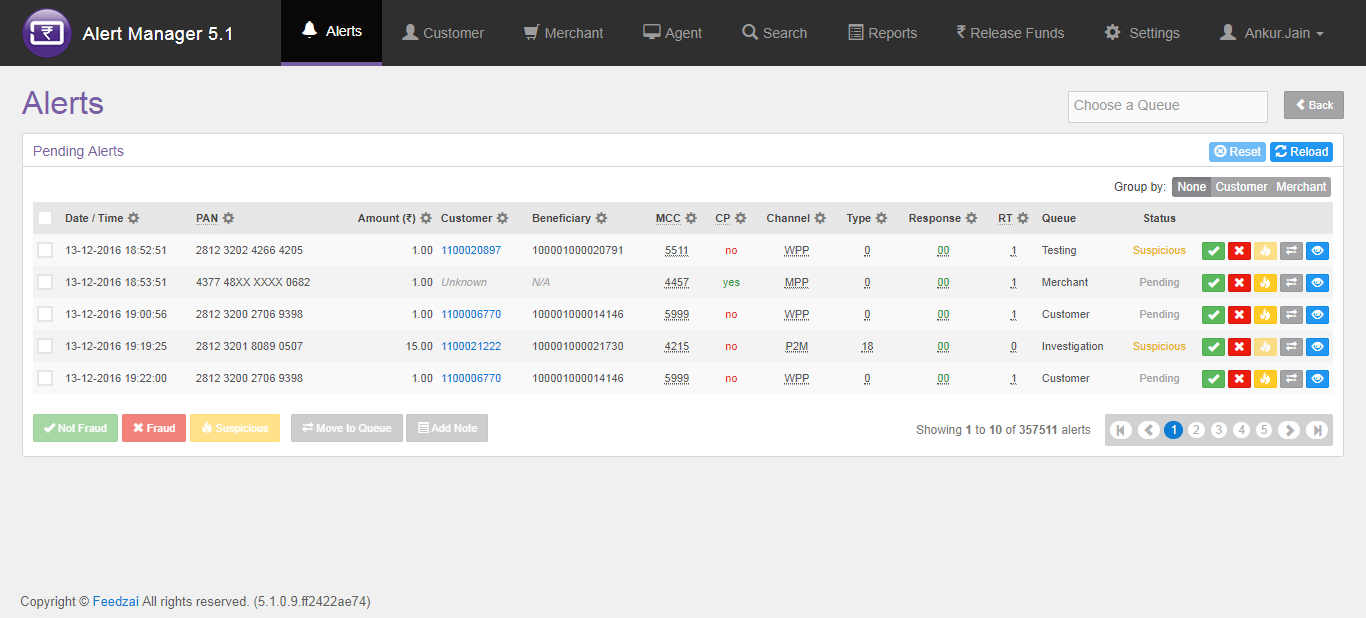 Alert Manager 5.1 Alerts Customer Merchant Agent Search Reports ₹ Release Funds Settings Ankur.Jain
Alerts Choose a Queue Back
Pending Alerts Reset Reload
Group by: None Customer Merchant
Date / Time PAN Amount (₹) Customer Beneficiary MCC CP Channel Type Response RT Queue Status
13-12-2016 18:52:51 2812 3202 4266 4205 1.00 1100020897 100001000020791 5511 no WPP 0 00 1 Testing Suspicious
13-12-2016 18:53:51 4377 48XX XXXX 0682 1.00 Unknown N/A 4457 yes MPP 0 00 1 Merchant Pending
13-12-2016 19:00:56 2812 3200 2706 9398 1.00 1100006770 100001000014146 5999 no WPP 0 00 1 Customer Pending
13-12-2016 19:19:25 2812 3201 8089 0507 15.00 1100021222 100001000021730 4215 no P2M 18 00 0 Investigation Suspicious
13-12-2016 19:22:00 2812 3200 2706 9398 1.00 1100006770 100001000014146 5999 no WPP 0 00 1 Customer Pending
Not Fraud Fraud Suspicious Move to Queue Add Note Showing 1 to 10 of 357511 alerts 1 2 3 4 5
Copyright © Feedzai All rights reserved. (5.1.0.9.ff2422ae74)